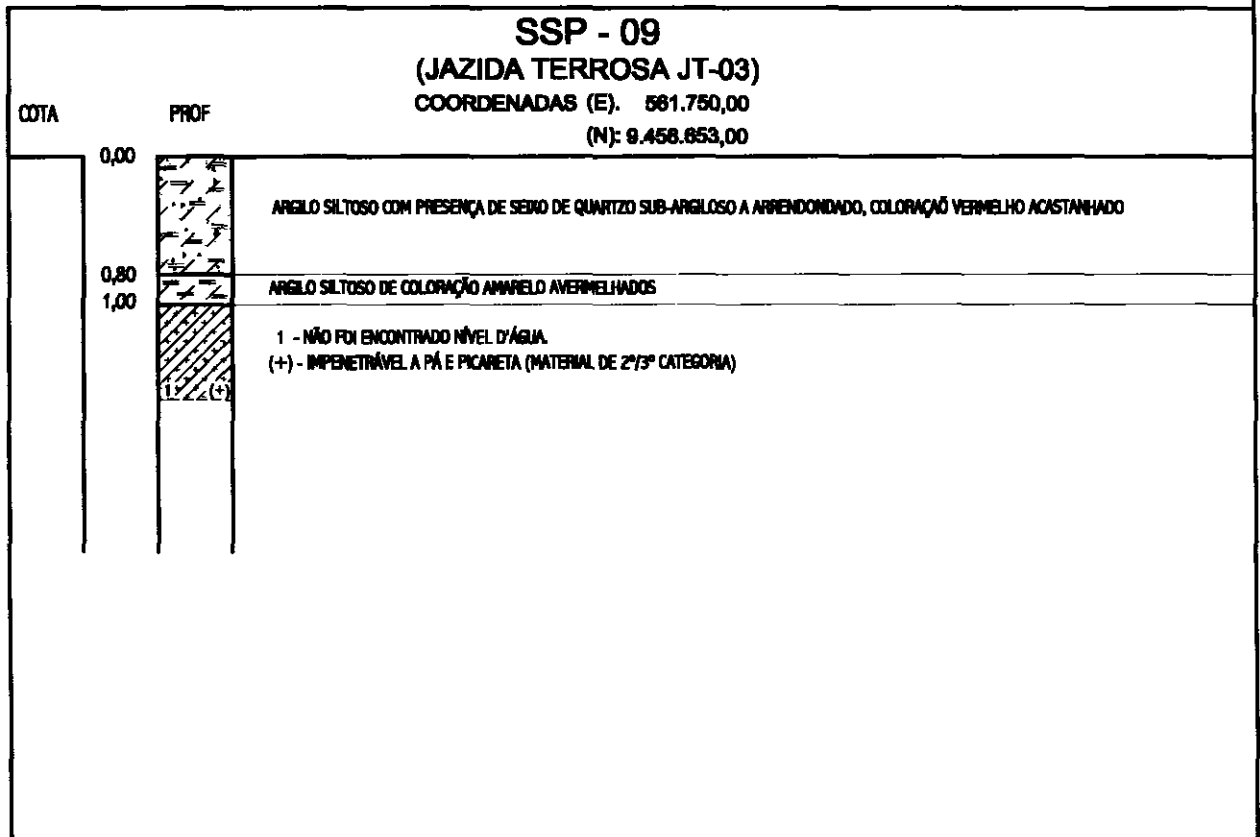 SSP - 09
(JAZIDA TERROSA JT-03)
COORDENADAS (E). 561.750,00
(N): 9.458.653,00
COTA PROF
0,00
ARGILO SILTOSO COM PRESENÇA DE SEIXO DE QUARTZO SUB-ARGILOSO A ARRENDONDADO, COLORAÇAÕ VERMELHO ACASTANHADO
0,80
ARGILO SILTOSO DE COLORAÇÃO AMARELO AVERMELHADOS
1,00
1 - NÃO FOI ENCONTRADO NÍVEL D'ÁGUA.
(+) - IMPENETRÁVEL A PÁ E PICARETA (MATERIAL DE 2ª/3ª CATEGORIA)
1 (+)